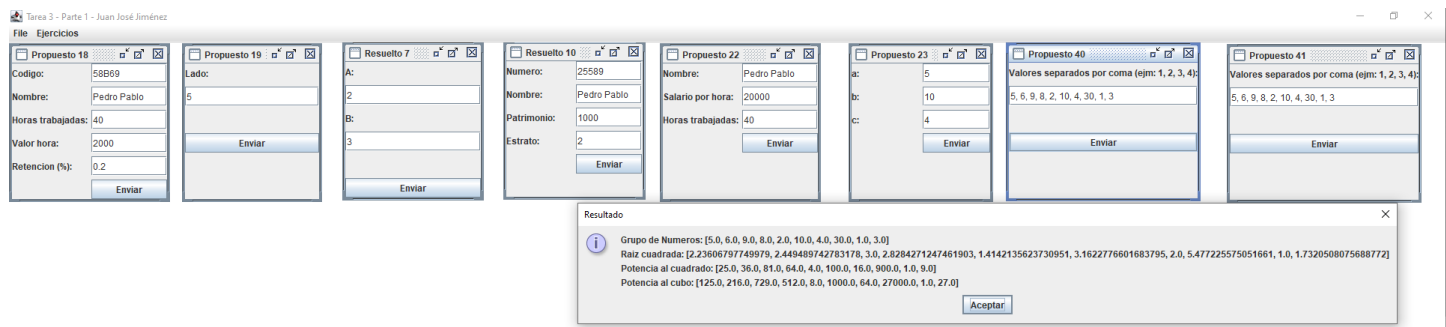 Tarea 3 - Parte 1 - Juan José Jiménez
File Ejercicios
Propuesto 18
Codigo: 58B69
Nombre: Pedro Pablo
Horas trabajadas: 40
Valor hora: 2000
Retencion (%): 0.2
Enviar
Propuesto 19
Lado:
5
Enviar
Resuelto 7
A:
2
B:
3
Enviar
Resuelto 10
Numero: 25589
Nombre: Pedro Pablo
Patrimonio: 1000
Estrato: 2
Enviar
Propuesto 22
Nombre: Pedro Pablo
Salario por hora: 20000
Horas trabajadas: 40
Enviar
Propuesto 23
a: 5
b: 10
c: 4
Enviar
Propuesto 40
Valores separados por coma (ejm: 1, 2, 3, 4):
5, 6, 9, 8, 2, 10, 4, 30, 1, 3
Enviar
Propuesto 41
Valores separados por coma (ejm: 1, 2, 3, 4):
5, 6, 9, 8, 2, 10, 4, 30, 1, 3
Enviar
Resultado
Grupo de Numeros: [5.0, 6.0, 9.0, 8.0, 2.0, 10.0, 4.0, 30.0, 1.0, 3.0]
Raiz cuadrada: [2.23606797749979, 2.449489742783178, 3.0, 2.8284271247461903, 1.4142135623730951, 3.1622776601683795, 2.0, 5.477225575051661, 1.0, 1.7320508075688772]
Potencia al cuadrado: [25.0, 36.0, 81.0, 64.0, 4.0, 100.0, 16.0, 900.0, 1.0, 9.0]
Potencia al cubo: [125.0, 216.0, 729.0, 512.0, 8.0, 1000.0, 64.0, 27000.0, 1.0, 27.0]
Aceptar